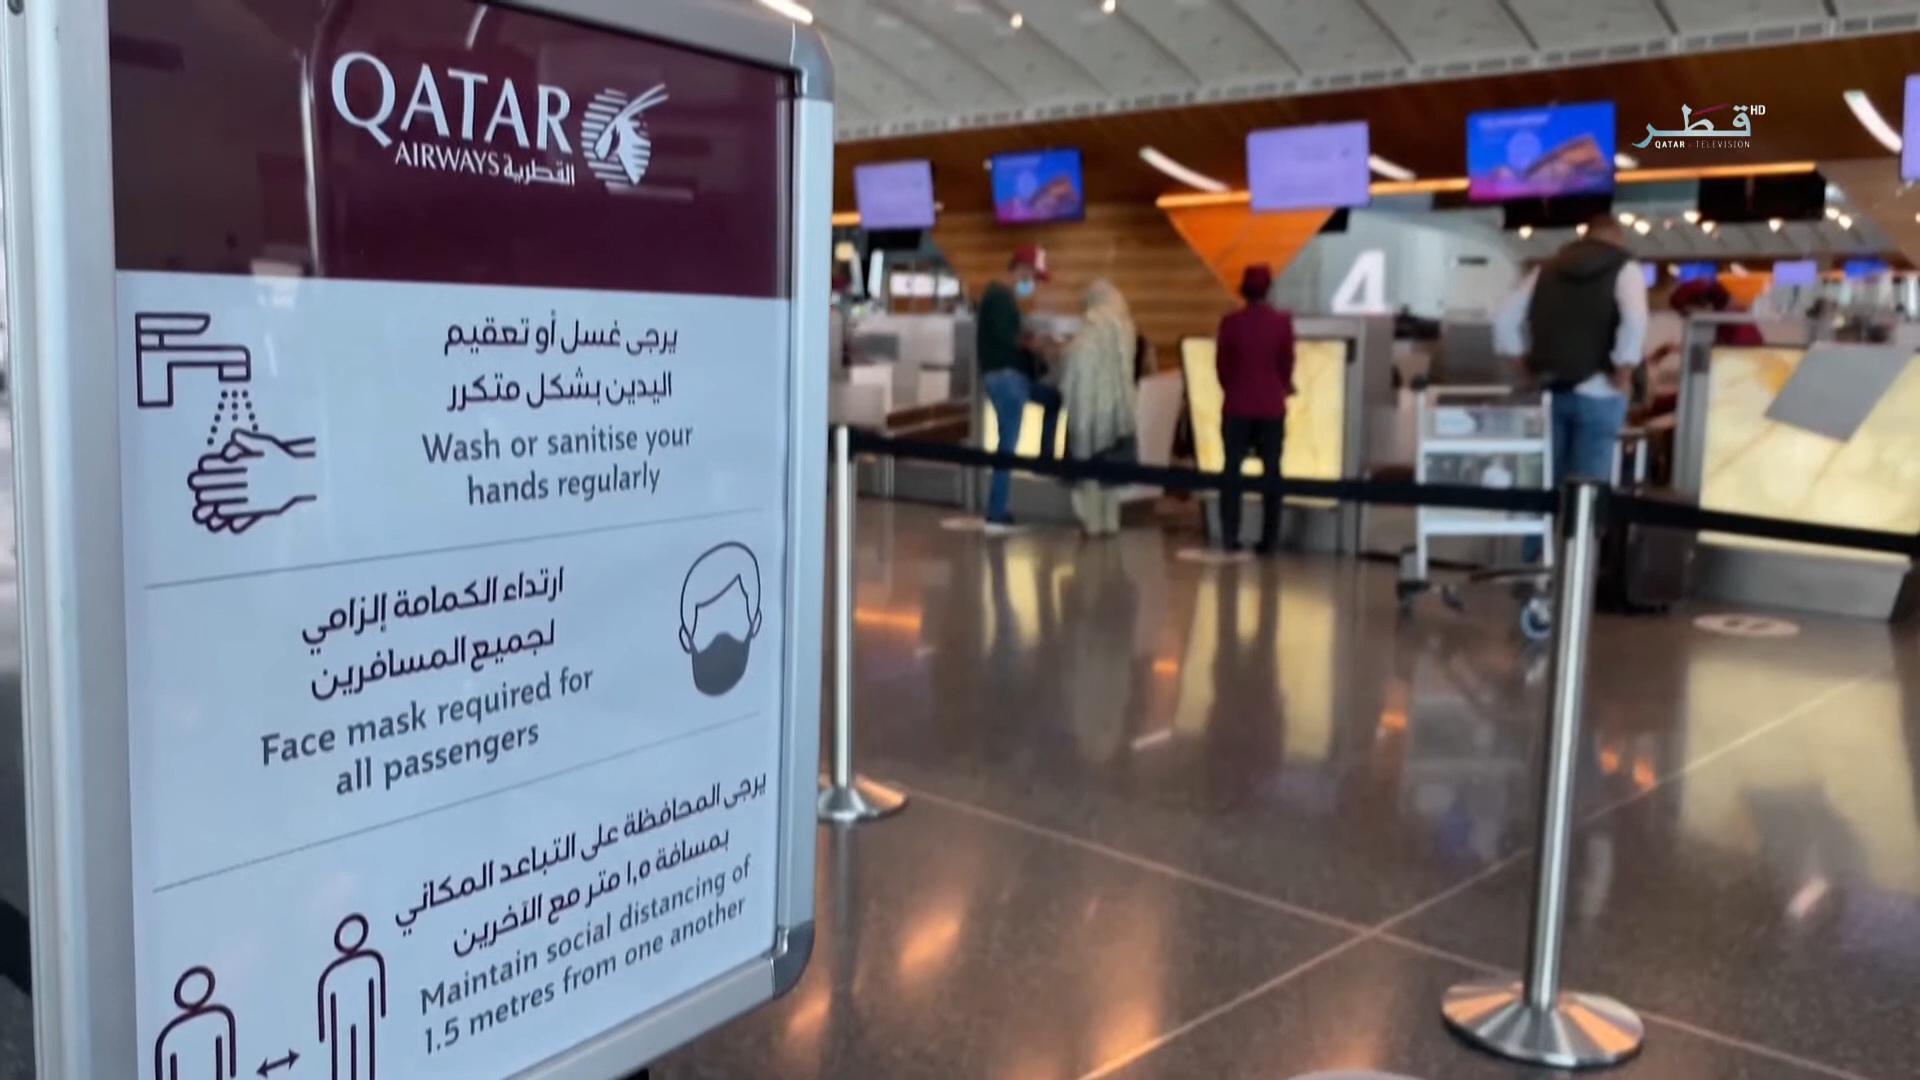 QATAR
AIRWAYS القطرية
يرجى غسل أو تعقيم
اليدين بشكل متكرر
Wash or sanitise your
hands regularly
ارتداء الكمامة إلزامي
لجميع المسافرين
Face mask required for
all passengers
يرجى المحافظة على التباعد المكاني
بمسافة ١,٥ متر مع الآخرين
Maintain social distancing of
1.5 metres from one another
4
قطر HD
QATAR TELEVISION